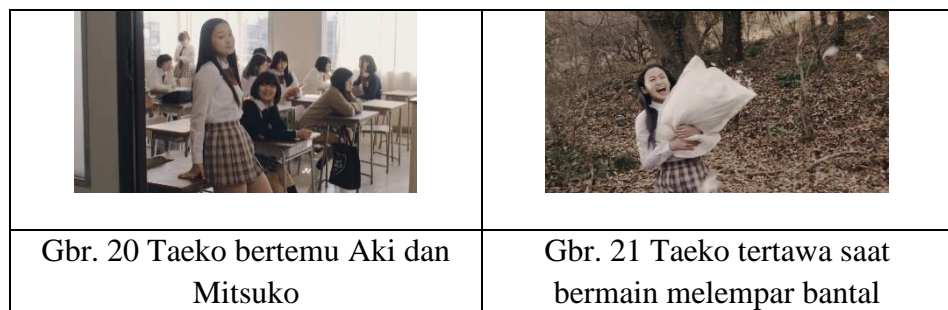 Gbr. 20 Taeko bertemu Aki dan
Mitsuko
Gbr. 21 Taeko tertawa saat
bermain melempar bantal